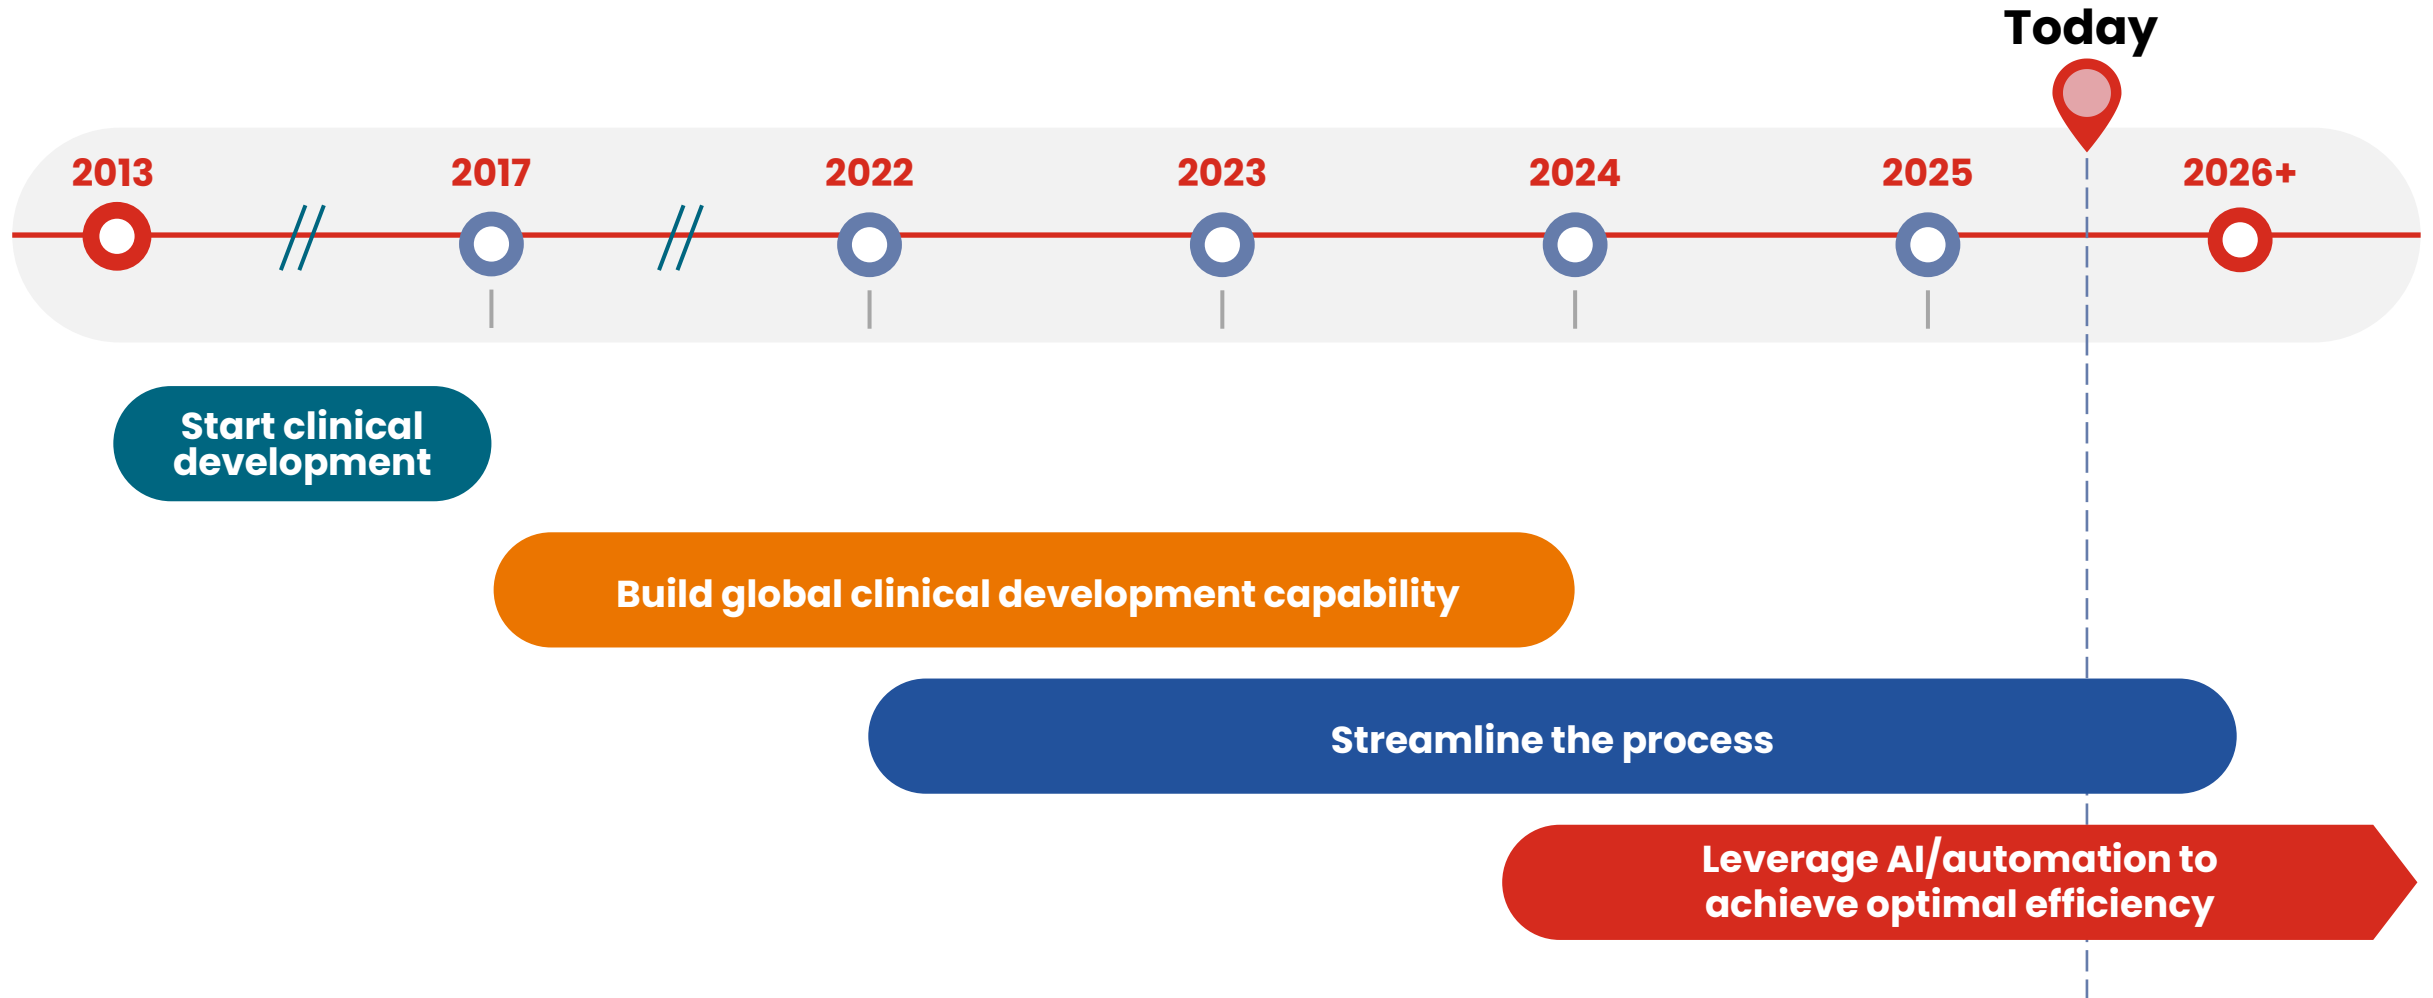 Today
2013 2017 2022 2023 2024 2025 2026+
Start clinical
development
Build global clinical development capability
Streamline the process
Leverage AI/automation to
achieve optimal efficiency